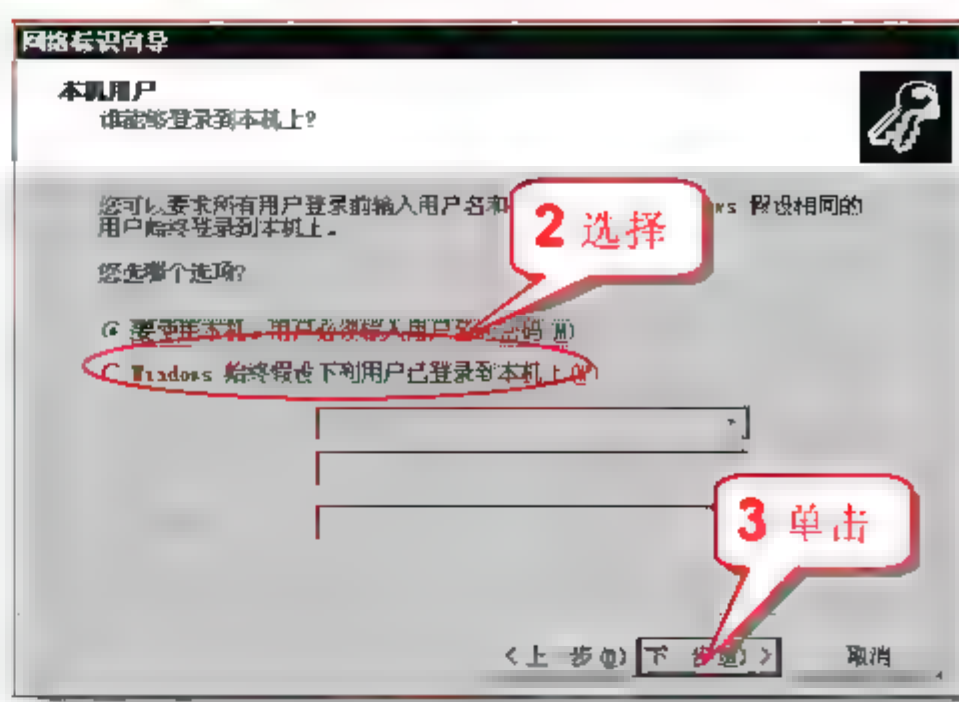 网络标识向导
本机用户
谁能够登录到本机上?
您可以要求所有用户登录前输入用户名和 ws 假设相同的
用户始终登录到本机上。
您选哪个选项?
要使用本机,用户必须输入用户名和密码(M)
Windows 始终假设下列用户已登录到本机上(W)
2 选择
3 单击
<上一步(B) 下一步(N)> 取消